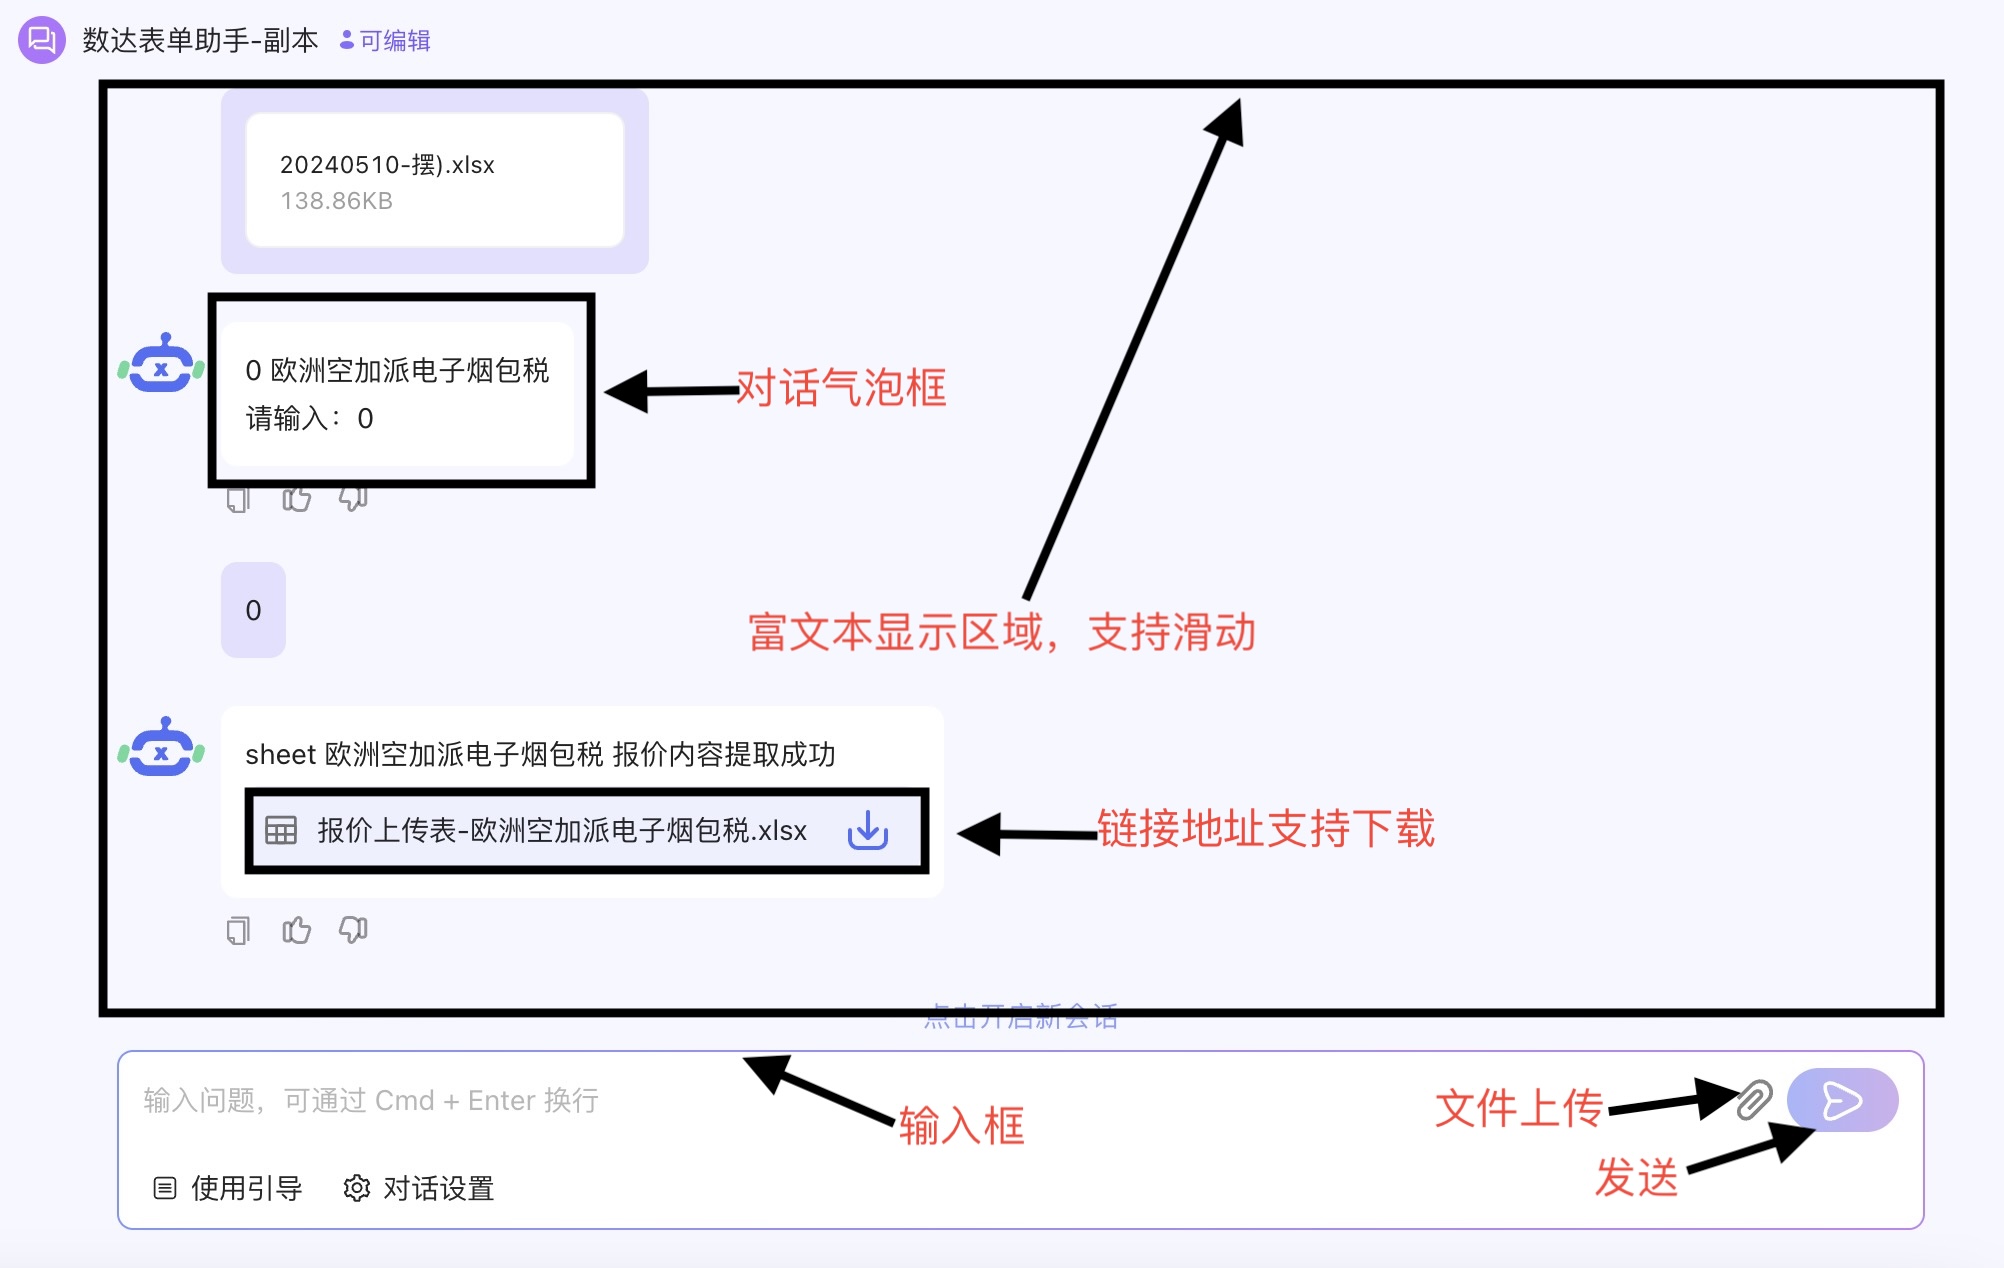 数达表单助手-副本 可编辑
20240510-摆).xlsx
138.86KB
0 欧洲空加派电子烟包税
请输入：0
对话气泡框
0
富文本显示区域，支持滑动
sheet 欧洲空加派电子烟包税 报价内容提取成功
报价上传表-欧洲空加派电子烟包税.xlsx
链接地址支持下载
点击开启新会话
输入问题，可通过 Cmd + Enter 换行
输入框
文件上传
发送
使用引导 对话设置